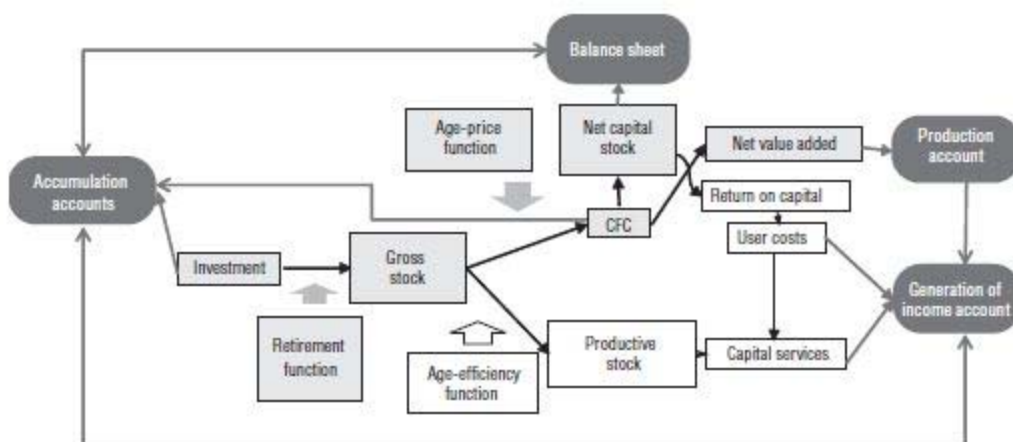 Balance sheet
Age-price
function
Net capital
stock
Net value added
Production
account
Accumulation
accounts
Return on capital
CFC
User costs
Investment
Gross
stock
Generation of
income account
Retirement
function
Age-efficiency
function
Productive
stock
Capital services